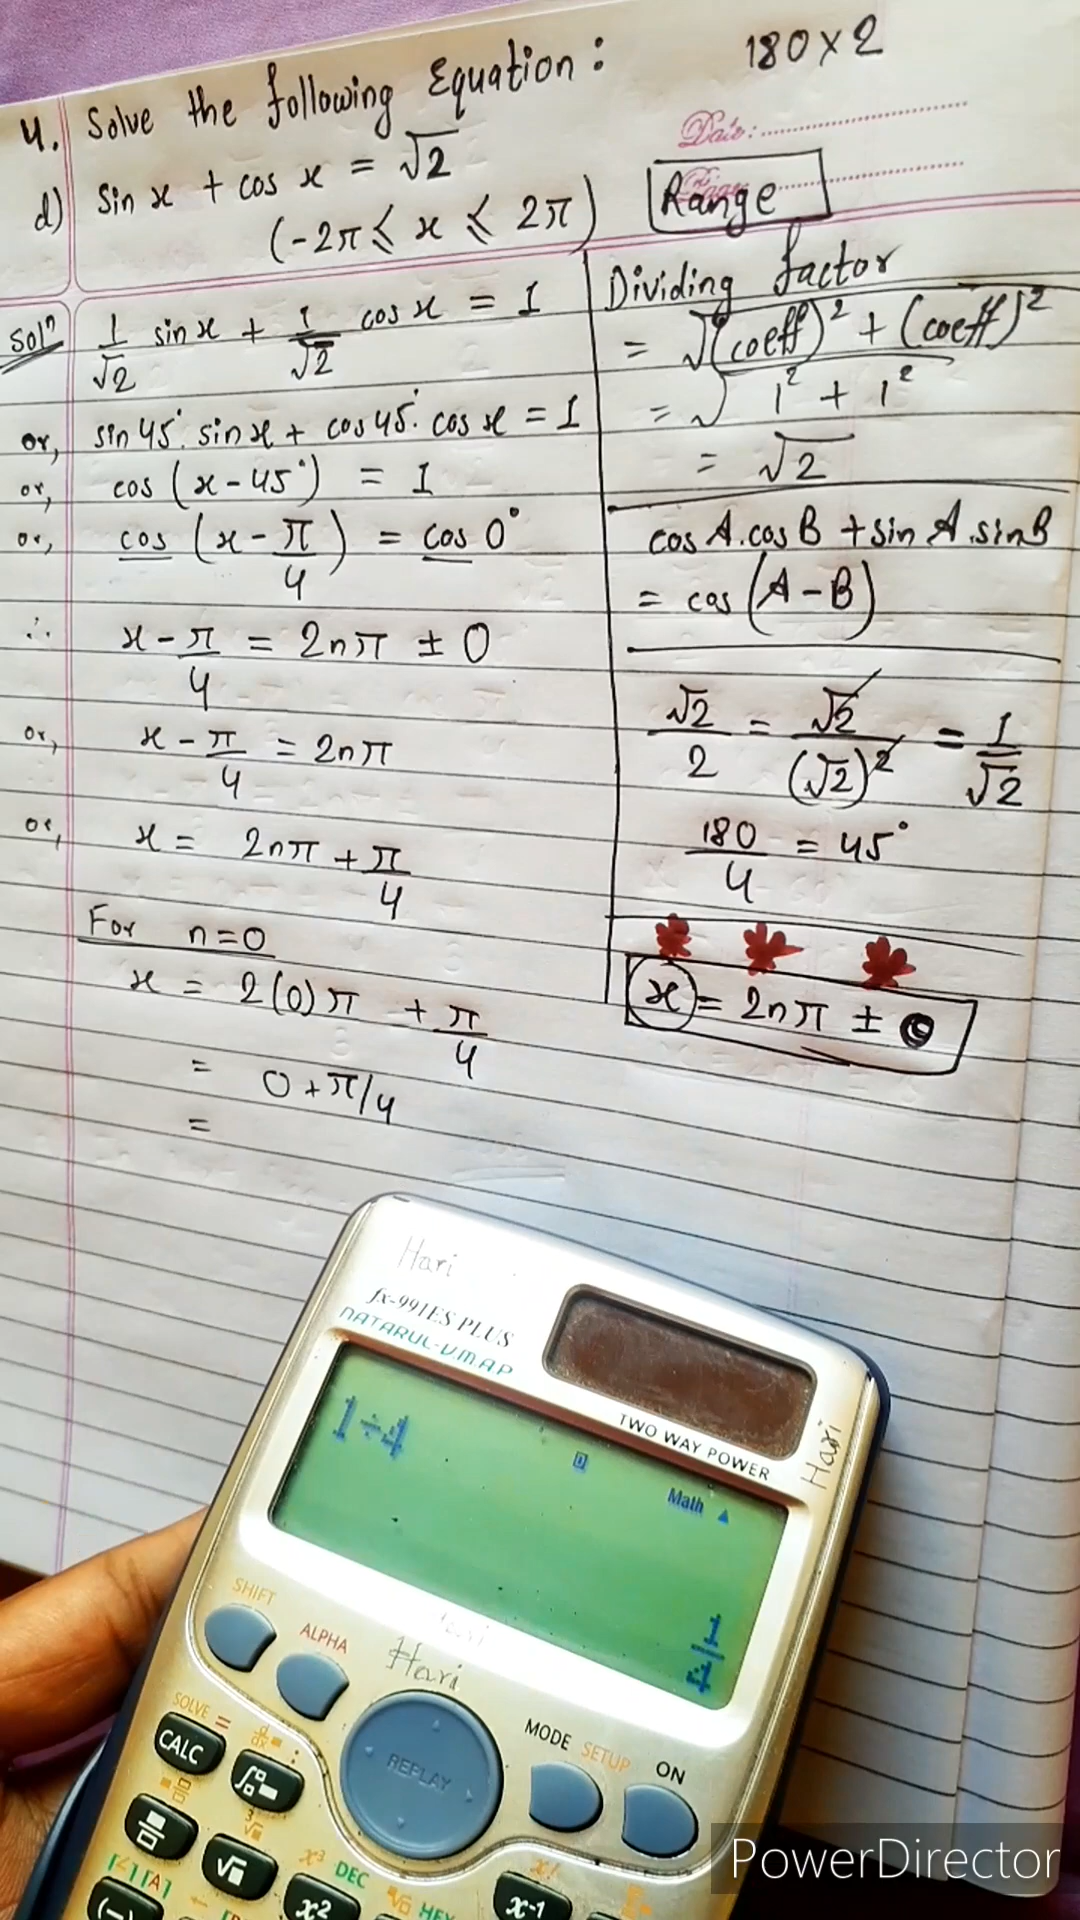 180×2
4. Solve the following Equation:
d) sin x + cos x = √2
(-2π ≤ x ≤ 2π)
Date:
Range
Solⁿ
1/√2 sin x + 1/√2 cos x = 1
or, sin 45°. sin x + cos 45°. cos x = 1
or, cos (x - 45°) = 1
or, cos (x - π/4) = cos 0°
∴ x - π/4 = 2nπ ± 0
or, x - π/4 = 2nπ
or, x = 2nπ + π/4
For n=0
x = 2(0)π + π/4
= 0 + π/4
=
Dividing factor
= √(coeff)² + (coeff)²
= √1² + 1²
= √2
cos A.cos B + sin A.sin B
= cos (A - B)
√2/2 = √2/(√2)² = 1/√2
180/4 = 45°
x = 2nπ ±
Hari
fx-991ES PLUS
NATURAL-V.P.A.M.
TWO WAY POWER
Hari
1÷4
D
Math ▲
1/4
SHIFT
ALPHA
Hari
MODE SETUP ON
SOLVE =
CALC
d/dx
REPLAY
x³ DEC
x²
x!
x⁻¹
(−)
PowerDirector